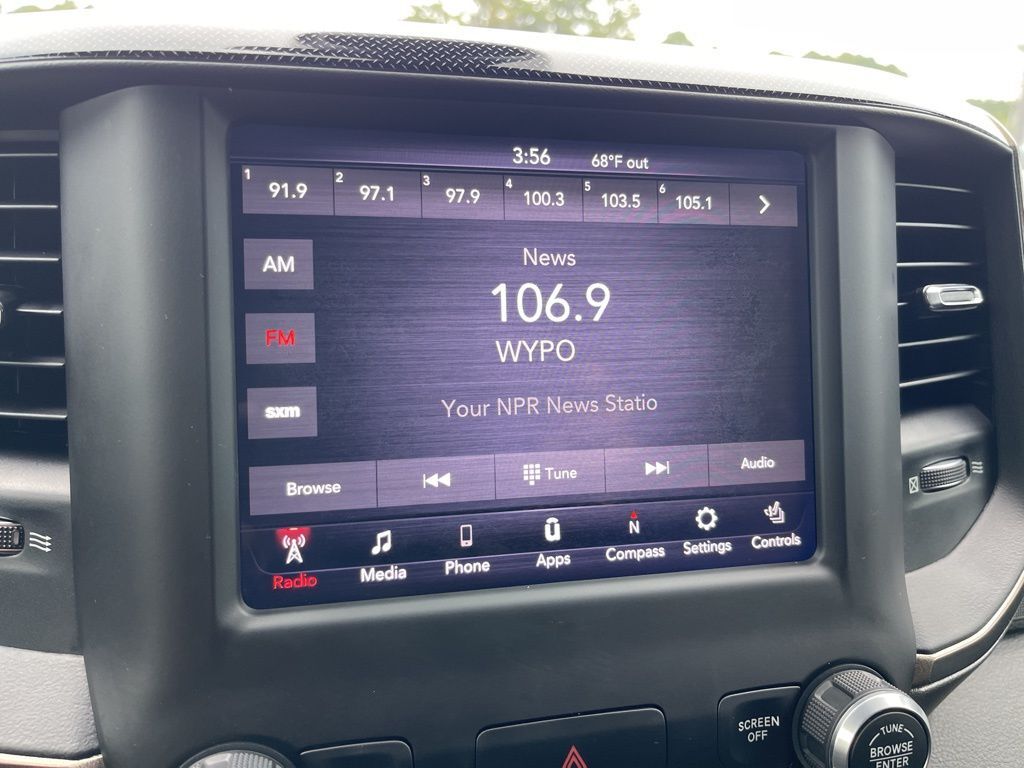 3:56 68°F out
1 91.9 2 97.1 3 97.9 4 100.3 5 103.5 6 105.1 >
AM
News
106.9
FM
WYPO
sxm
Your NPR News Statio
Browse Tune Audio
Radio Media Phone Apps N Compass Settings Controls
SCREEN
OFF
TUNE
BROWSE
ENTER